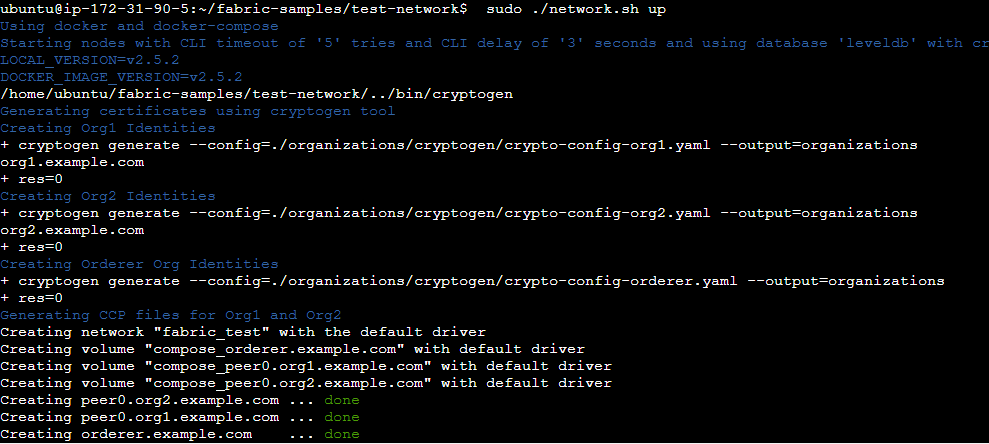 ubuntu@ip-172-31-90-5:~/fabric-samples/test-network$  sudo ./network.sh up
Using docker and docker-compose
Starting nodes with CLI timeout of '5' tries and CLI delay of '3' seconds and using database 'leveldb' with cr
LOCAL_VERSION=v2.5.2
DOCKER_IMAGE_VERSION=v2.5.2
/home/ubuntu/fabric-samples/test-network/../bin/cryptogen
Generating certificates using cryptogen tool
Creating Org1 Identities
+ cryptogen generate --config=./organizations/cryptogen/crypto-config-org1.yaml --output=organizations
org1.example.com
+ res=0
Creating Org2 Identities
+ cryptogen generate --config=./organizations/cryptogen/crypto-config-org2.yaml --output=organizations
org2.example.com
+ res=0
Creating Orderer Org Identities
+ cryptogen generate --config=./organizations/cryptogen/crypto-config-orderer.yaml --output=organizations
+ res=0
Generating CCP files for Org1 and Org2
Creating network "fabric_test" with the default driver
Creating volume "compose_orderer.example.com" with default driver
Creating volume "compose_peer0.org1.example.com" with default driver
Creating volume "compose_peer0.org2.example.com" with default driver
Creating peer0.org2.example.com ... done
Creating peer0.org1.example.com ... done
Creating orderer.example.com    ... done